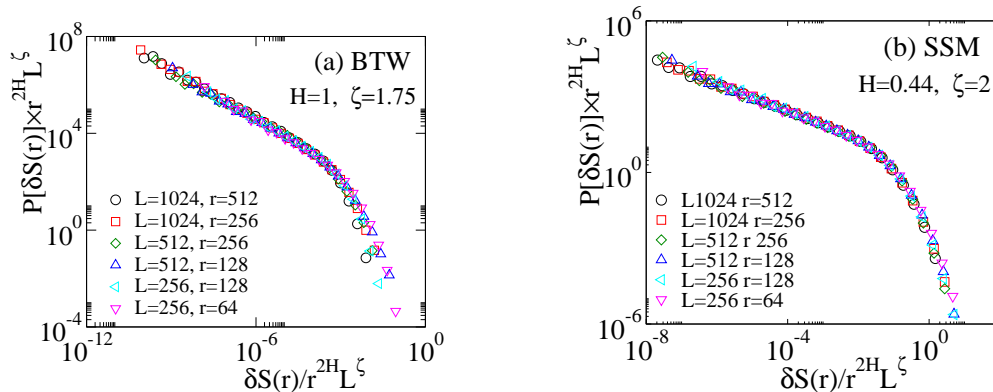 10^8
10^4
10^0
10^-4
10^-12
10^-6
10^0
P[δS(r)]×r^2H L^ζ
δS(r)/r^2H L^ζ
(a) BTW
H=1, ζ=1.75
L=1024, r=512
L=1024, r=256
L=512, r=256
L=512, r=128
L=256, r=128
L=256, r=64
10^6
10^0
10^-6
10^-8
10^-4
10^0
P[δS(r)]×r^2H L^ζ
δS(r)/r^2H L^ζ
(b) SSM
H=0.44, ζ=2
L1024 r=512
L=1024 r=256
L=512 r 256
L=512 r=128
L=256 r=128
L=256 r=64